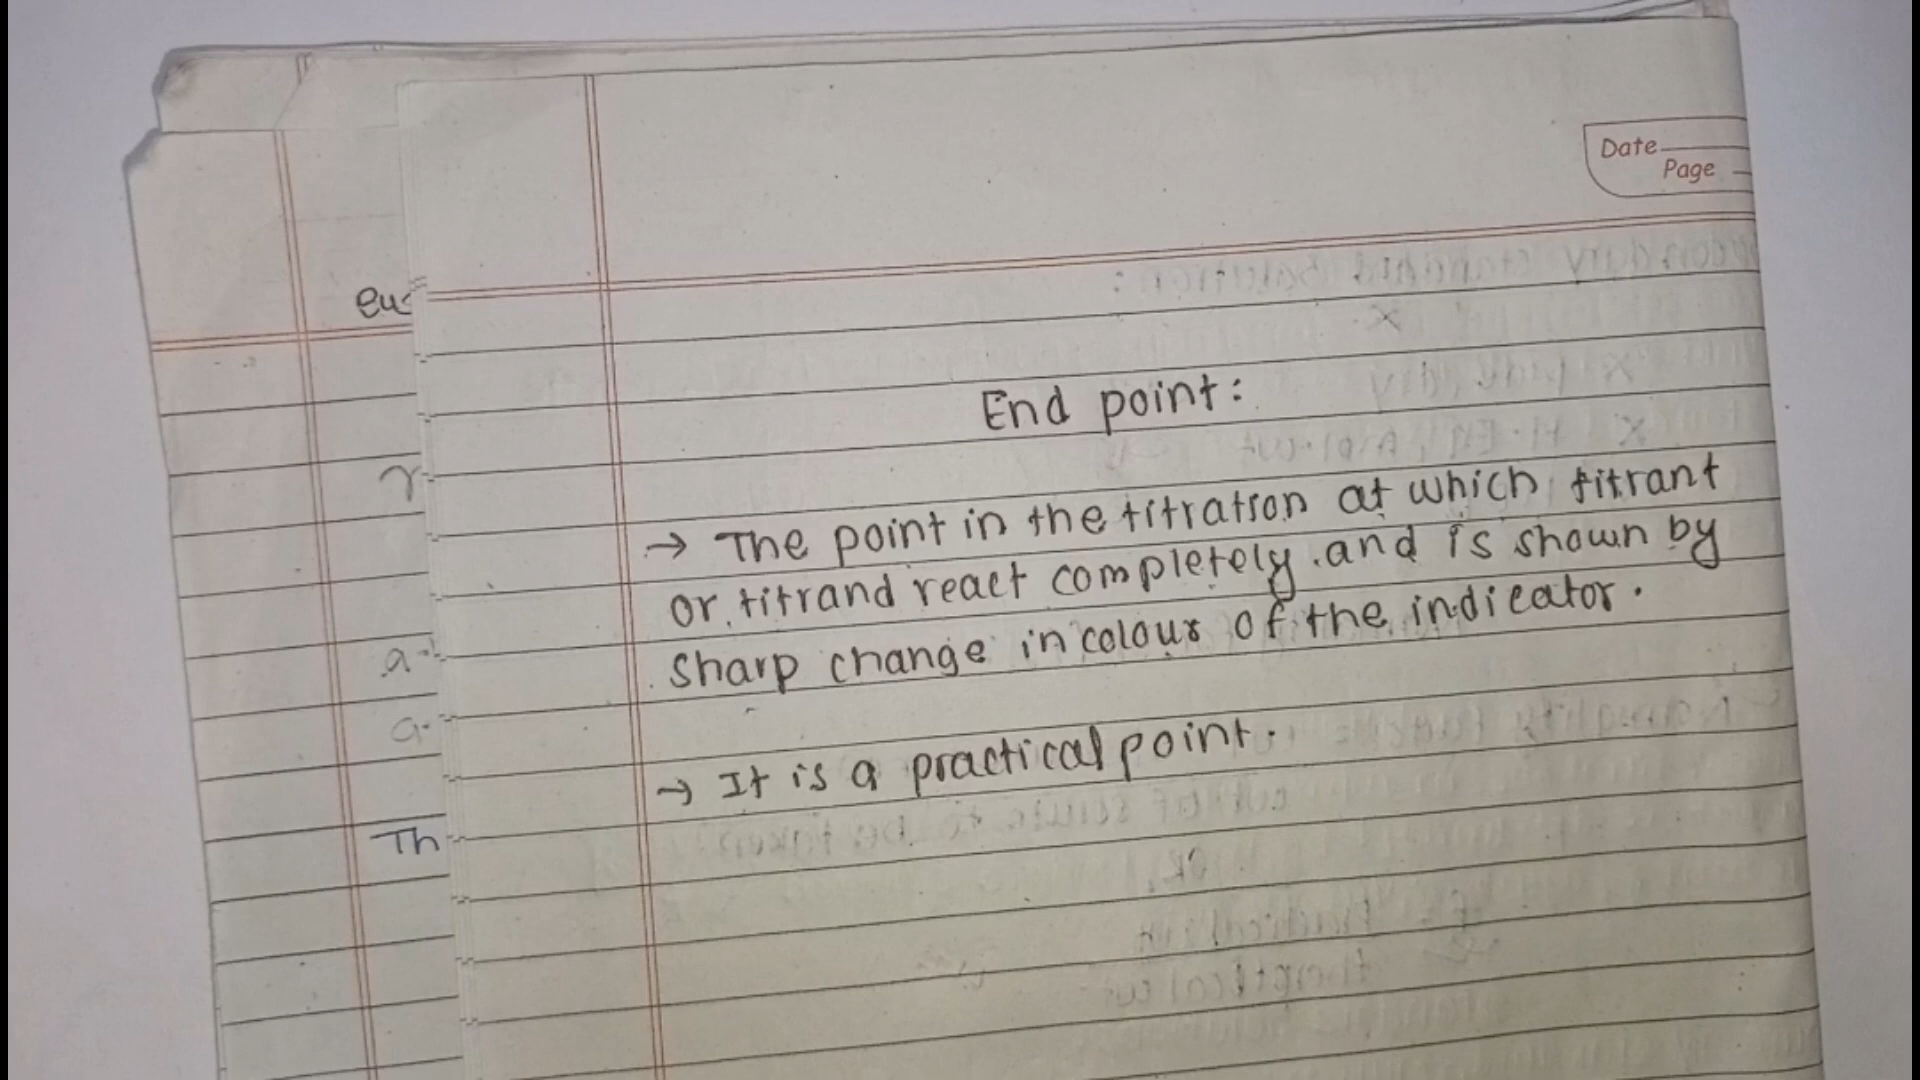 Date
Page
End point:
→ The point in the titration at which titrant
or titrand react completely and is shown by
sharp change in colour of the indicator.
→ It is a practical point.
Th